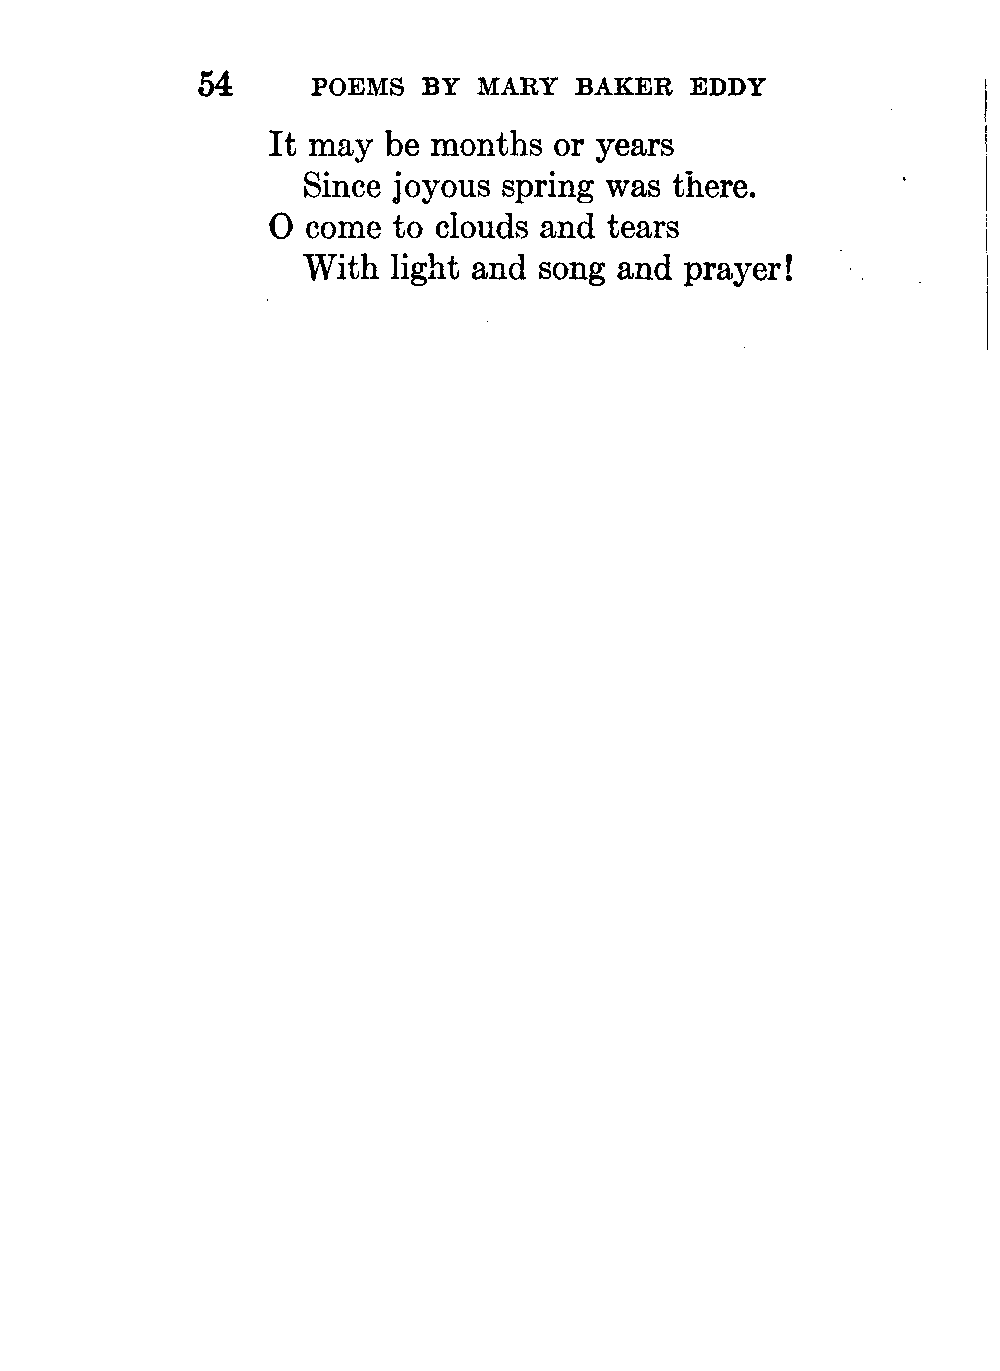 54 POEMS BY MARY BAKER EDDY
It may be months or years
Since joyous spring was there.
O come to clouds and tears
With light and song and prayer!